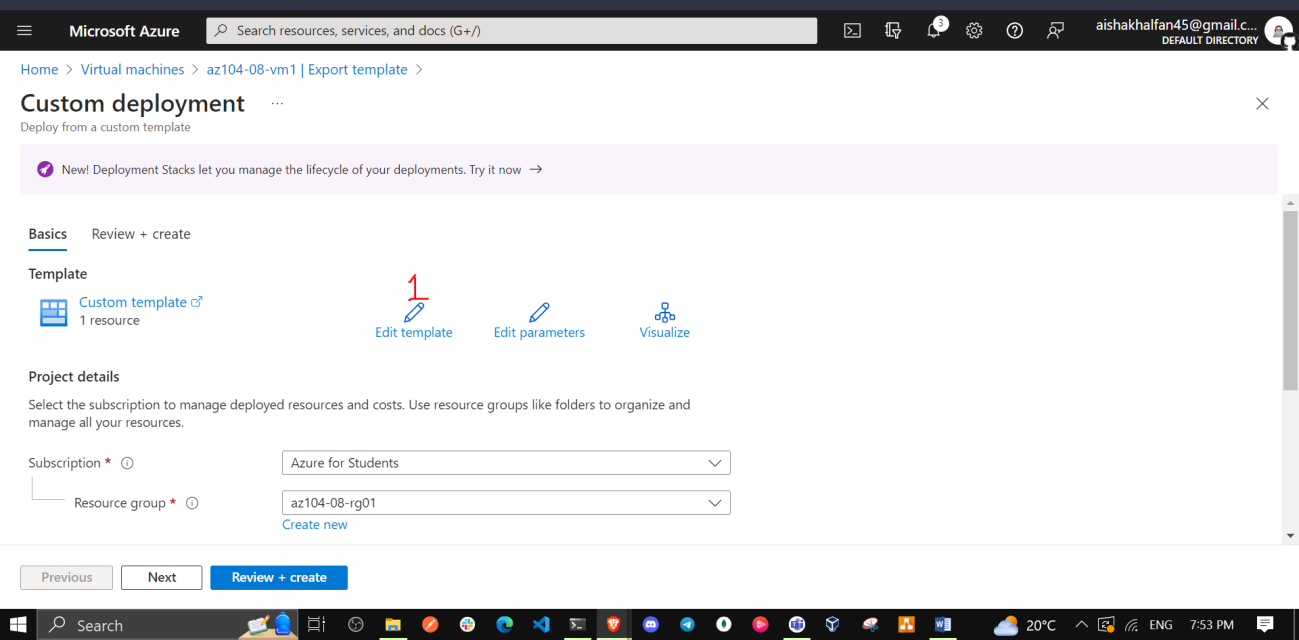 Microsoft Azure
Search resources, services, and docs (G+/)
3
aishakhalfan45@gmail.c...
DEFAULT DIRECTORY
Home > Virtual machines > az104-08-vm1 | Export template >
Custom deployment ...
Deploy from a custom template
New! Deployment Stacks let you manage the lifecycle of your deployments. Try it now →
Basics Review + create
Template
1
Custom template
1 resource
Edit template Edit parameters Visualize
Project details
Select the subscription to manage deployed resources and costs. Use resource groups like folders to organize and
manage all your resources.
Subscription * Azure for Students
Resource group * az104-08-rg01
Create new
Previous Next Review + create
Search 20°C ENG 7:53 PM